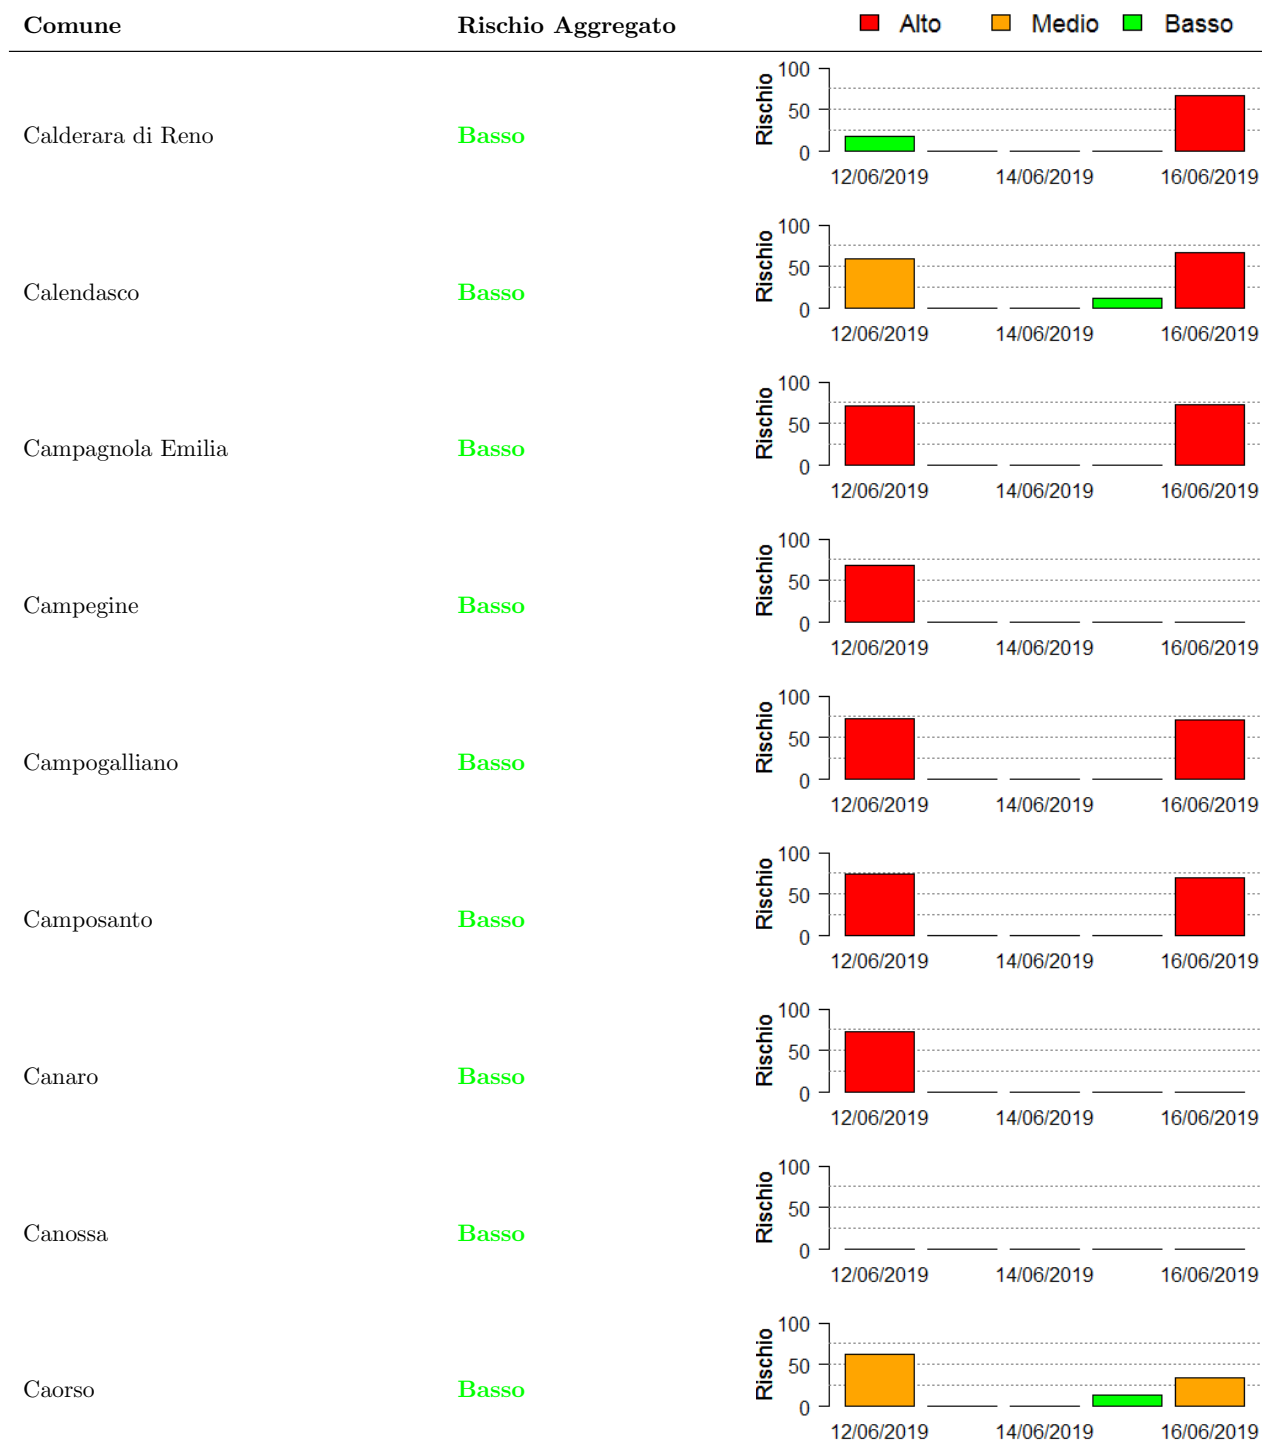 Comune Rischio Aggregato Alto Medio Basso
100
50
0
Rischio
Calderara di Reno Basso
12/06/2019 14/06/2019 16/06/2019
100
50
0
Rischio
Calendasco Basso
12/06/2019 14/06/2019 16/06/2019
100
50
0
Rischio
Campagnola Emilia Basso
12/06/2019 14/06/2019 16/06/2019
100
50
0
Rischio
Campegine Basso
12/06/2019 14/06/2019 16/06/2019
100
50
0
Rischio
Campogalliano Basso
12/06/2019 14/06/2019 16/06/2019
100
50
0
Rischio
Camposanto Basso
12/06/2019 14/06/2019 16/06/2019
100
50
0
Rischio
Canaro Basso
12/06/2019 14/06/2019 16/06/2019
100
50
0
Rischio
Canossa Basso
12/06/2019 14/06/2019 16/06/2019
100
50
0
Rischio
Caorso Basso
12/06/2019 14/06/2019 16/06/2019